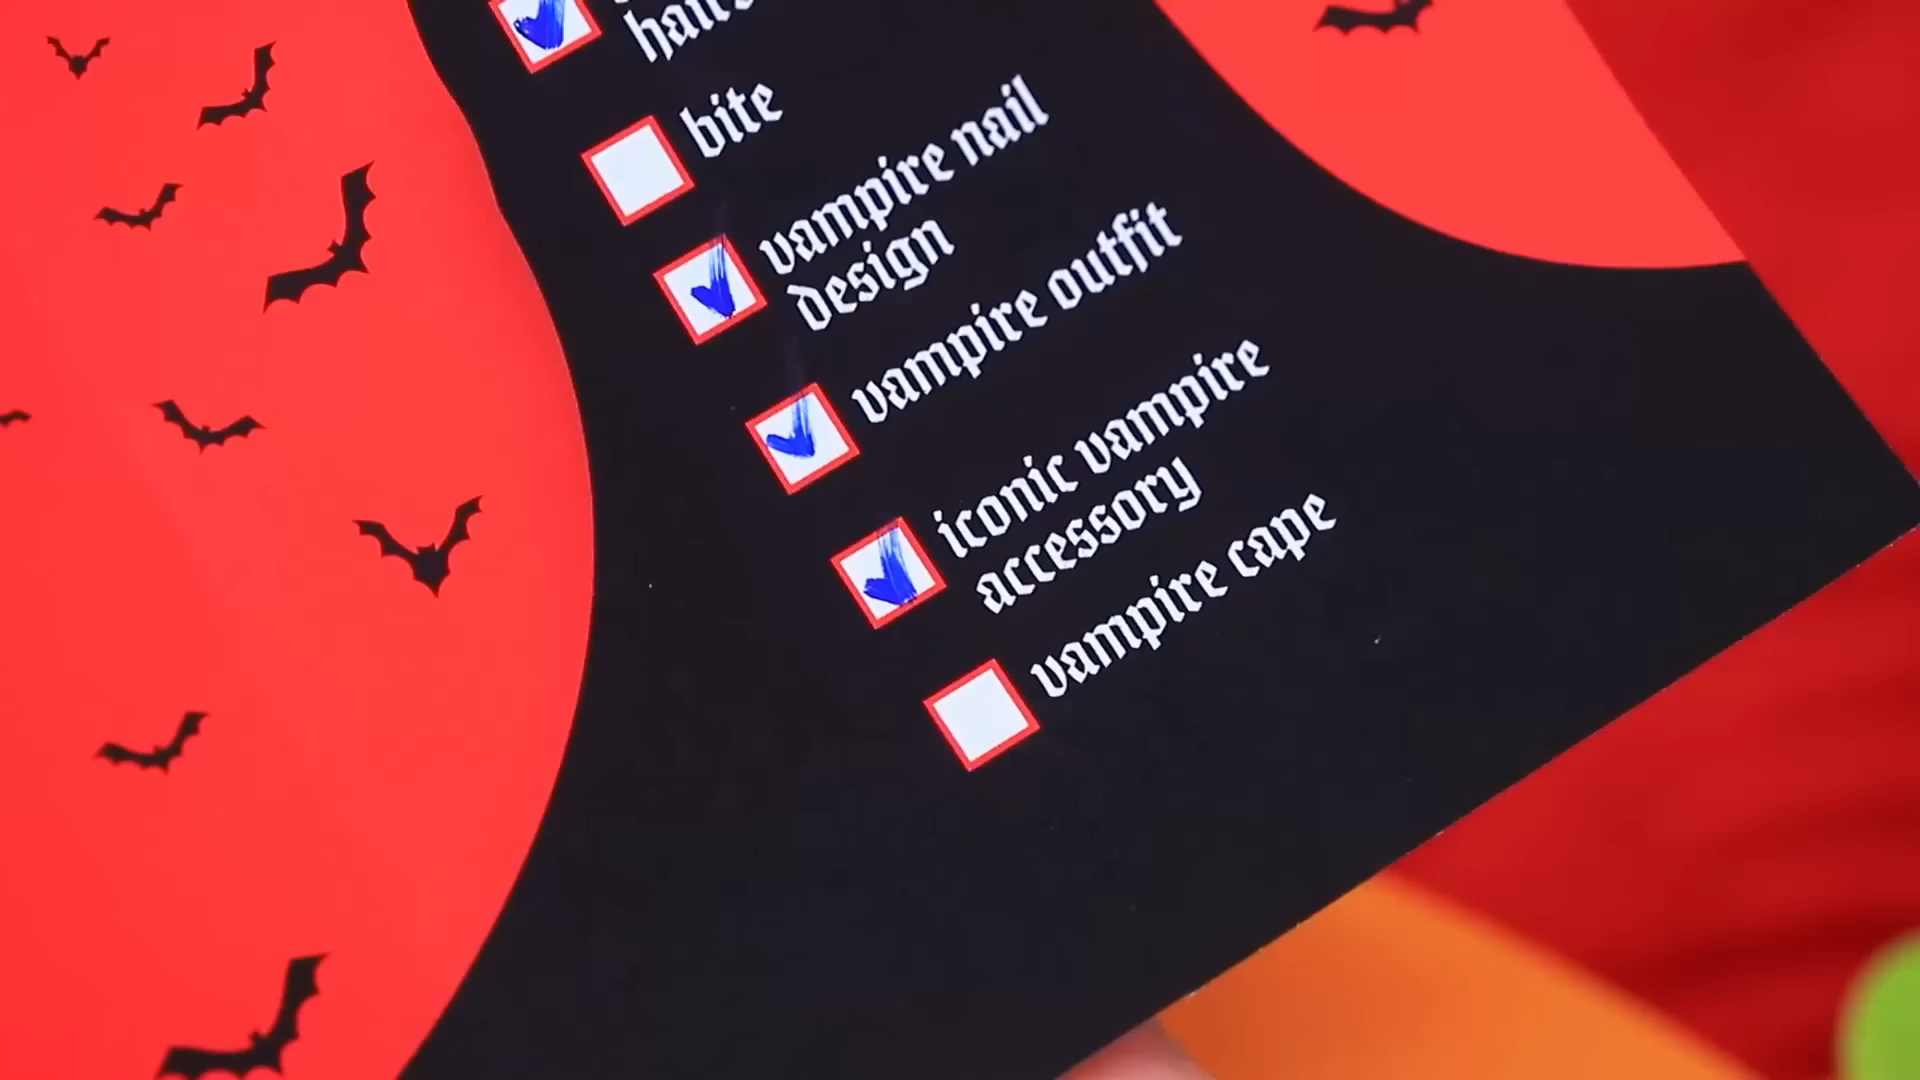 bite
vampire nail
design
vampire outfit
iconic vampire
accessory
vampire cape